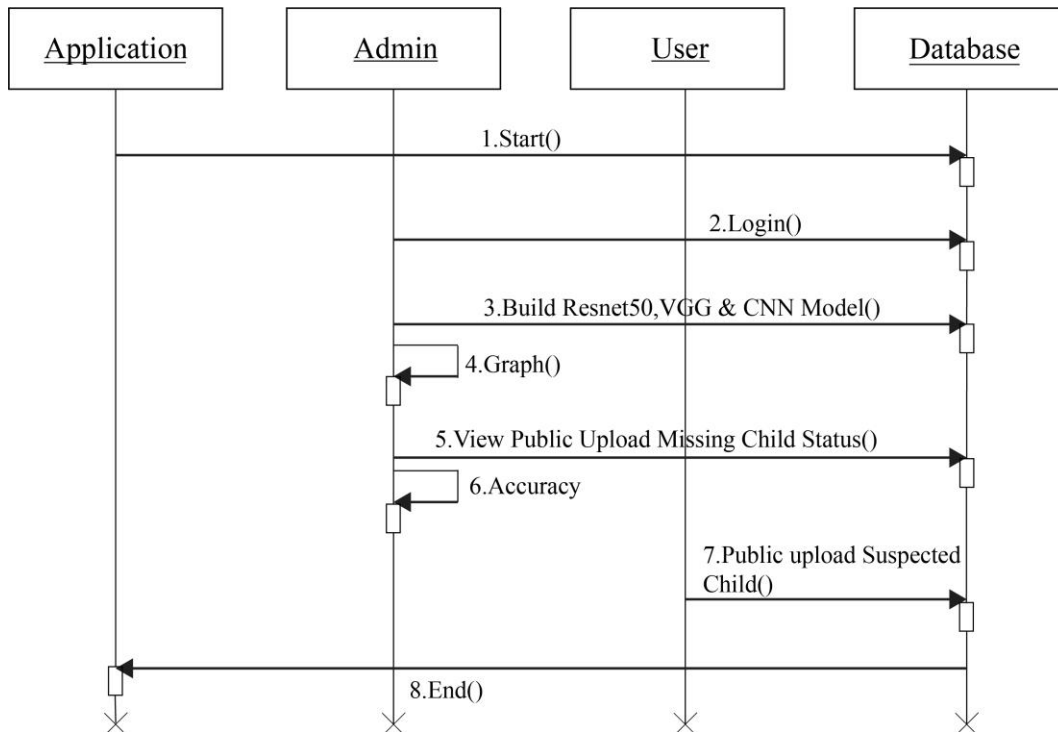 Application
Admin
User
Database
1.Start()
2.Login()
3.Build Resnet50,VGG & CNN Model()
4.Graph()
5.View Public Upload Missing Child Status()
6.Accuracy
7.Public upload Suspected
Child()
8.End()